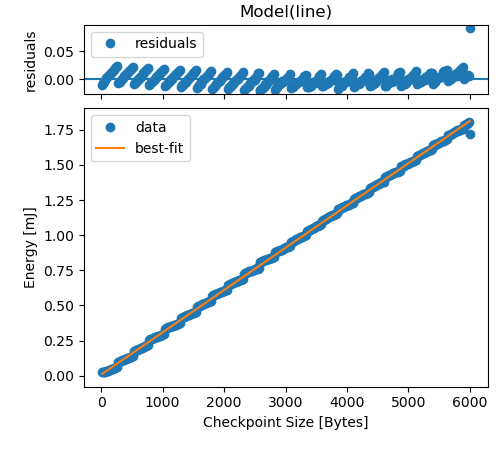 Model(line)
residuals
0.05
0.00
residuals
data
best-fit
Energy [mJ]
1.75
1.50
1.25
1.00
0.75
0.50
0.25
0.00
0 1000 2000 3000 4000 5000 6000
Checkpoint Size [Bytes]